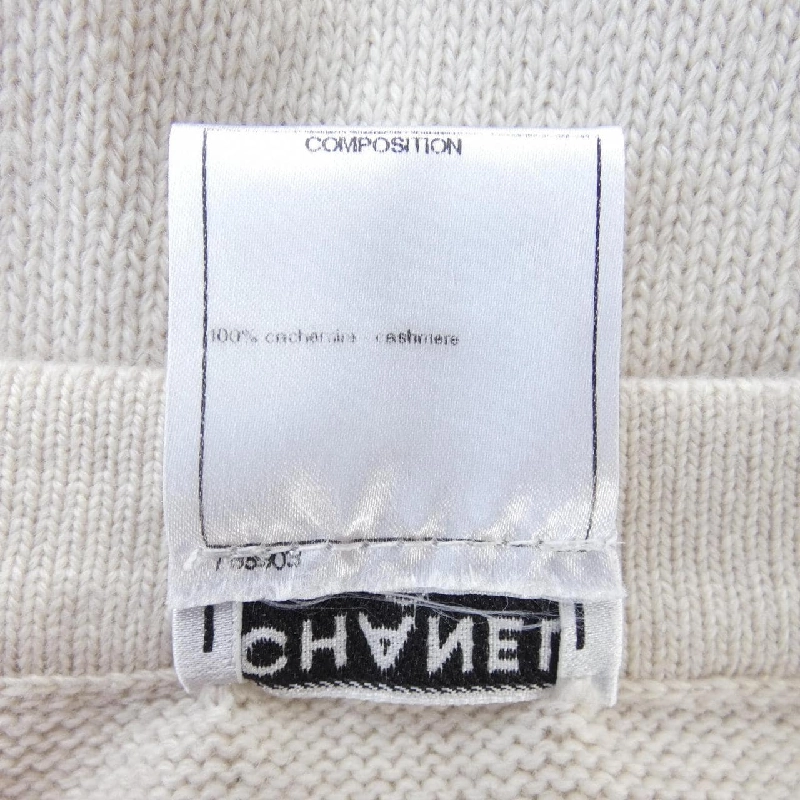 COMPOSITION
100% cachemire cashmere
CHANEL